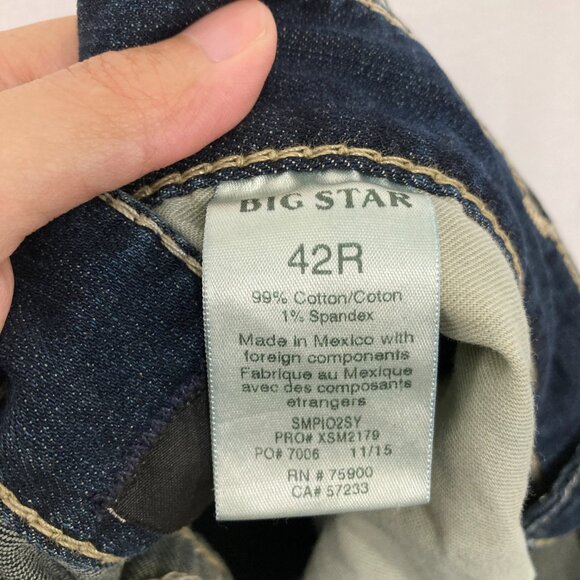 BIG STAR
42R
99% Cotton/Coton
1% Spandex
Made in Mexico with
foreign components
Fabrique au Mexique
avec des composants
etrangers
SMPIO2SY
PRO# XSM2179
PO# 7006 11/15
RN # 75900
CA# 57233